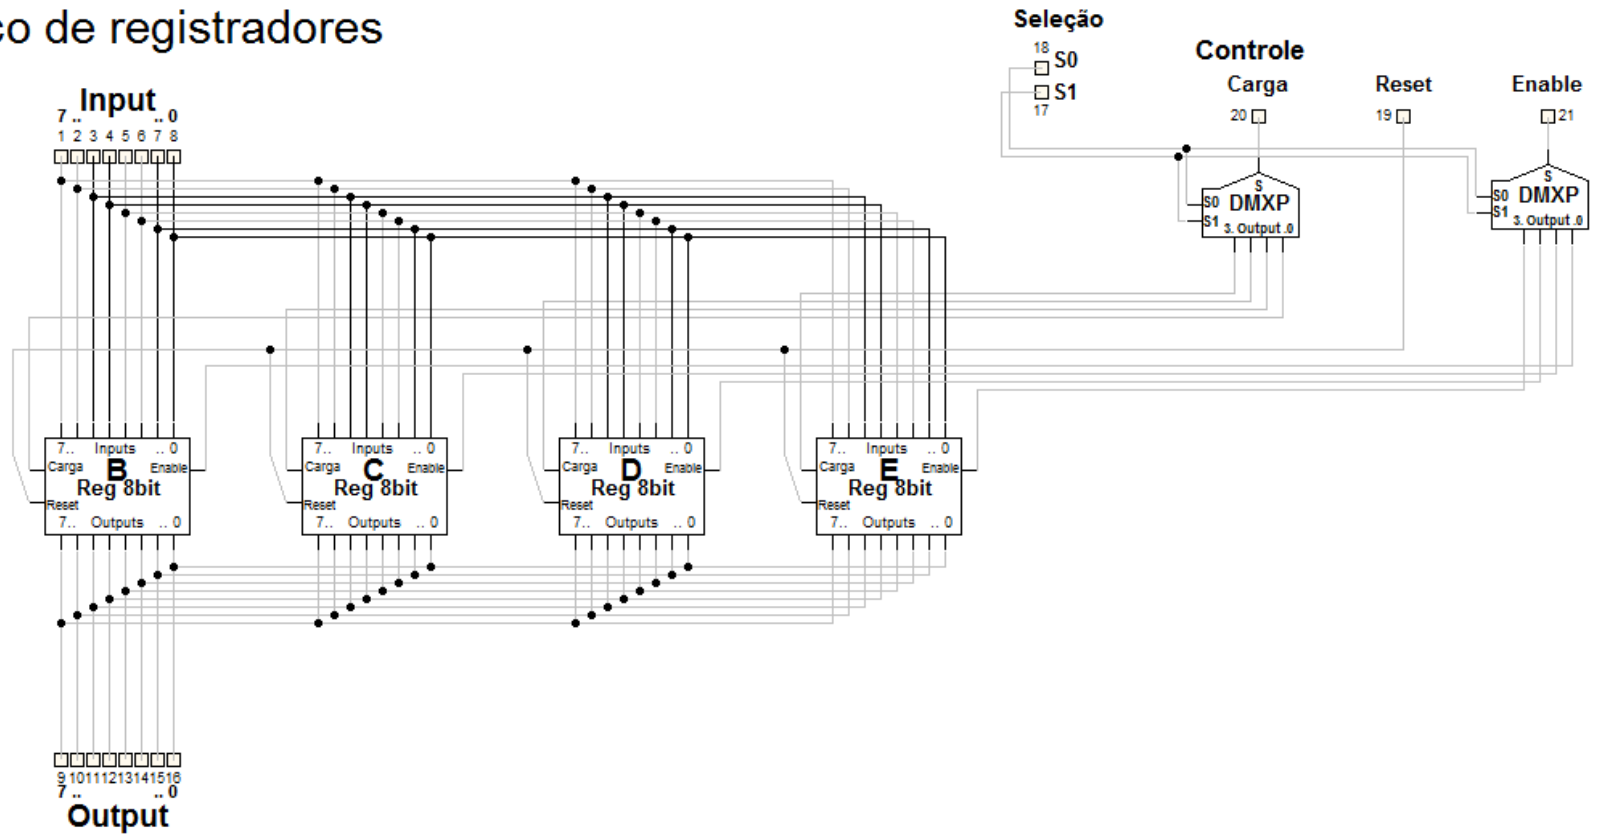 co de registradores
Seleção
18
S0
S1
17
Controle
Carga
Reset
Enable
20
19
21
Input
7 .. .. 0
1 2 3 4 5 6 7 8
S
S0 DMXP
S1 3. Output .0
S
S0 DMXP
S1 3. Output .0
7.. Inputs .. 0
Carga B Enable
Reg 8bit
Reset
7.. Outputs .. 0
7.. Inputs .. 0
Carga C Enable
Reg 8bit
Reset
7.. Outputs .. 0
7.. Inputs .. 0
Carga D Enable
Reg 8bit
Reset
7.. Outputs .. 0
7.. Inputs .. 0
Carga E Enable
Reg 8bit
Reset
7.. Outputs .. 0
9 10 11 12 13 14 15 16
7 .. .. 0
Output